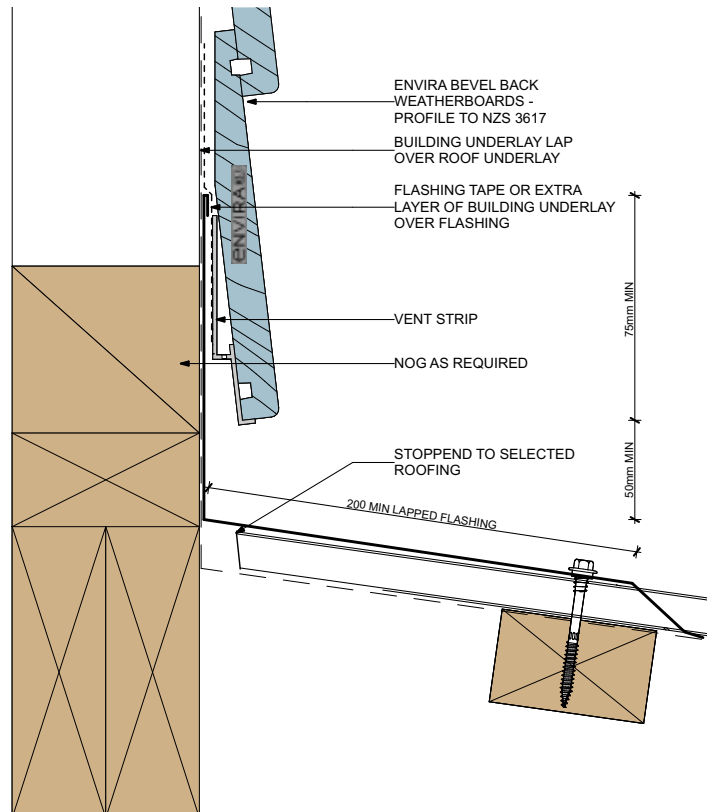 ENVIRA BEVEL BACK
WEATHERBOARDS -
PROFILE TO NZS 3617
BUILDING UNDERLAY LAP
OVER ROOF UNDERLAY
FLASHING TAPE OR EXTRA
LAYER OF BUILDING UNDERLAY
OVER FLASHING
ENVIRA
75mm MIN
VENT STRIP
NOG AS REQUIRED
STOPPEND TO SELECTED
ROOFING
50mm MIN
200 MIN LAPPED FLASHING